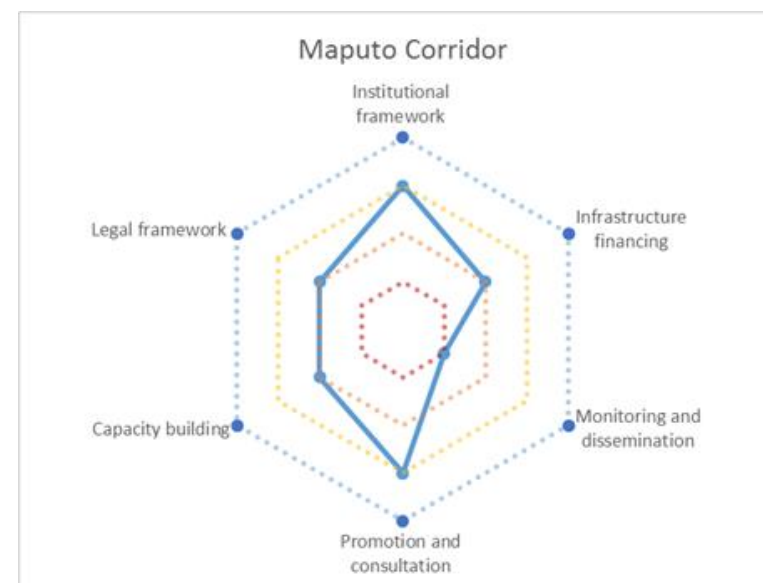 Maputo Corridor
Institutional
framework
Infrastructure
financing
Legal framework
Monitoring and
dissemination
Capacity building
Promotion and
consultation